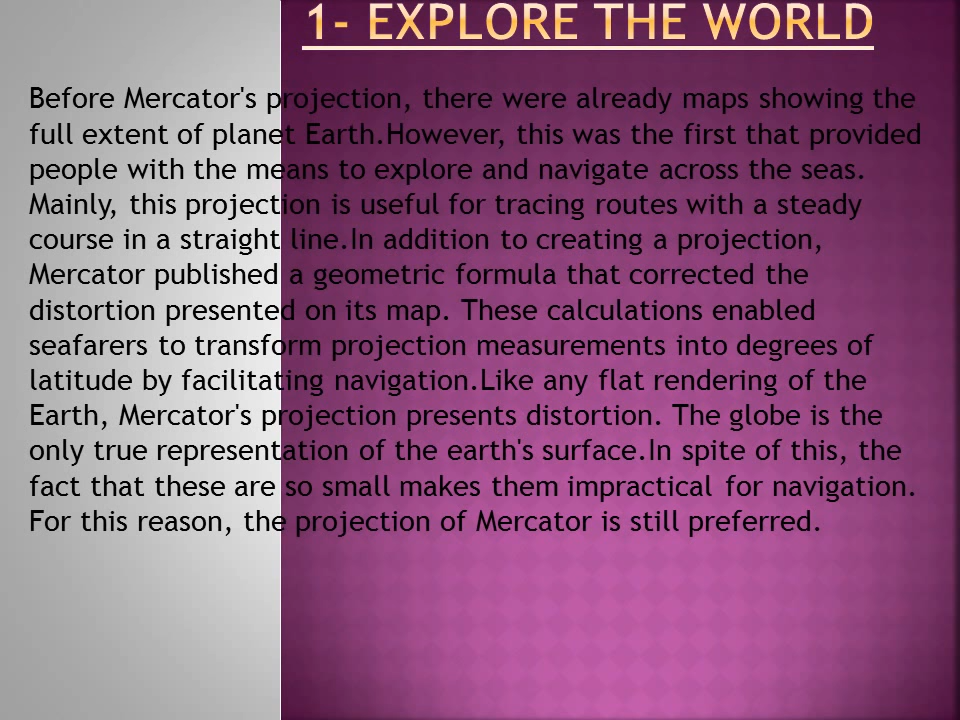 1- EXPLORE THE WORLD
Before Mercator's projection, there were already maps showing the
full extent of planet Earth.However, this was the first that provided
people with the means to explore and navigate across the seas.
Mainly, this projection is useful for tracing routes with a steady
course in a straight line.In addition to creating a projection,
Mercator published a geometric formula that corrected the
distortion presented on its map. These calculations enabled
seafarers to transform projection measurements into degrees of
latitude by facilitating navigation.Like any flat rendering of the
Earth, Mercator's projection presents distortion. The globe is the
only true representation of the earth's surface.In spite of this, the
fact that these are so small makes them impractical for navigation.
For this reason, the projection of Mercator is still preferred.